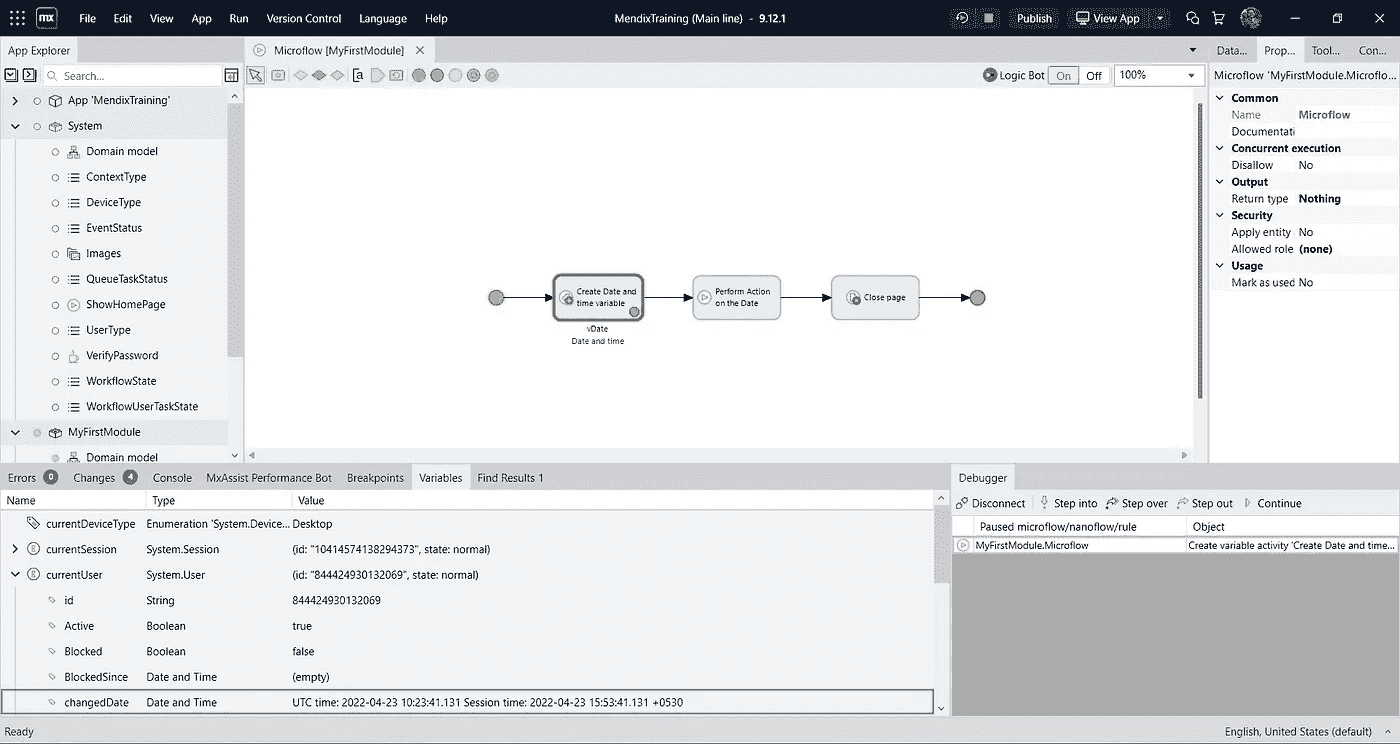 mx File Edit View App Run Version Control Language Help MendixTraining (Main line) - 9.12.1 Publish View App
App Explorer Microflow [MyFirstModule] Data... Prop... Tool... Con...
Search... Logic Bot On Off 100% Microflow 'MyFirstModule.Microflo...
App 'MendixTraining'
System
Domain model
ContextType
DeviceType
EventStatus
Images
QueueTaskStatus
ShowHomePage
UserType
VerifyPassword
WorkflowState
WorkflowUserTaskState
MyFirstModule
Domain model
Create Date and
time variable
vDate
Date and time
Perform Action
on the Date
Close page
Common
Name Microflow
Documentati
Concurrent execution
Disallow No
Output
Return type Nothing
Security
Apply entity No
Allowed role (none)
Usage
Mark as used No
Errors 0 Changes 4 Console MxAssist Performance Bot Breakpoints Variables Find Results 1
Name Type Value
currentDeviceType Enumeration 'System.Device... Desktop
currentSession System.Session (id: "10414574138294373", state: normal)
currentUser System.User (id: "844424930132069", state: normal)
id String 844424930132069
Active Boolean true
Blocked Boolean false
BlockedSince Date and Time (empty)
changedDate Date and Time UTC time: 2022-04-23 10:23:41.131 Session time: 2022-04-23 15:53:41.131 +0530
Debugger
Disconnect Step into Step over Step out Continue
Paused microflow/nanoflow/rule Object
MyFirstModule.Microflow Create variable activity 'Create Date and time...
Ready English, United States (default)